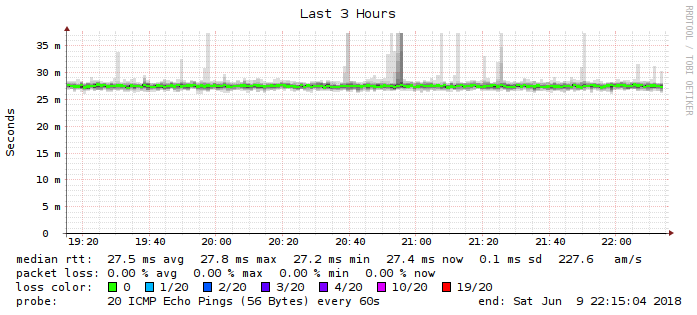 Last 3 Hours
RRDTOOL / TOBI OETIKER
Seconds
35 m
30 m
25 m
20 m
15 m
10 m
5 m
0
19:20 19:40 20:00 20:20 20:40 21:00 21:20 21:40 22:00
median rtt: 27.5 ms avg 27.8 ms max 27.2 ms min 27.4 ms now 0.1 ms sd 227.6 am/s
packet loss: 0.00 % avg 0.00 % max 0.00 % min 0.00 % now
loss color: 0 1/20 2/20 3/20 4/20 10/20 19/20
probe: 20 ICMP Echo Pings (56 Bytes) every 60s end: Sat Jun 9 22:15:04 2018